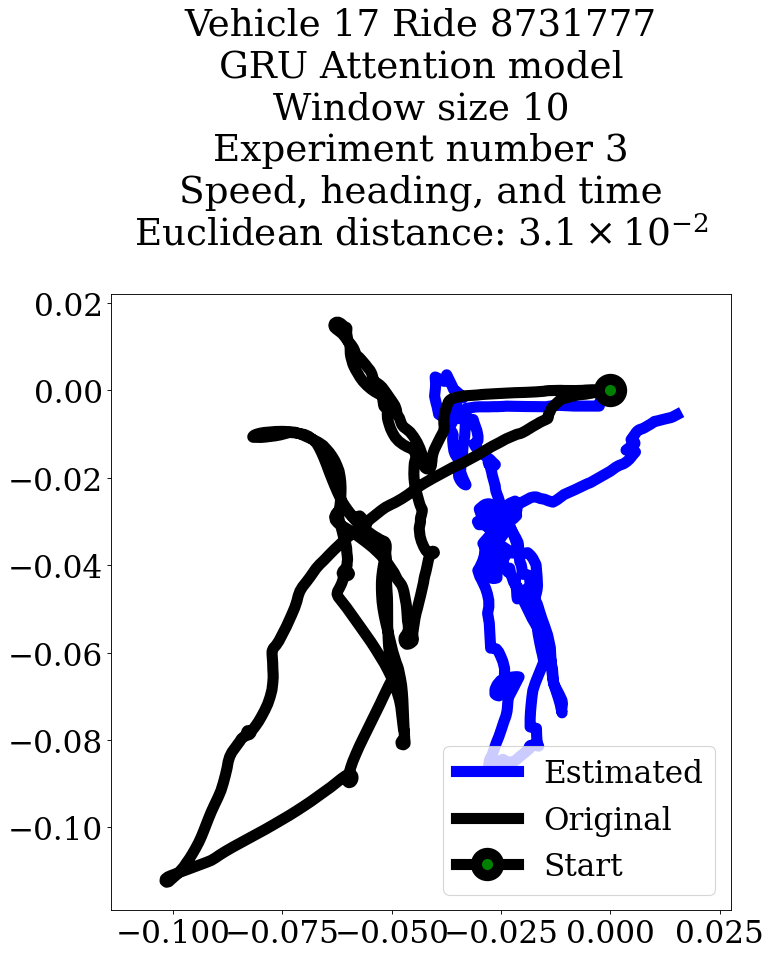 Vehicle 17 Ride 8731777
GRU Attention model
Window size 10
Experiment number 3
Speed, heading, and time
Euclidean distance: 3.1 × 10⁻²
0.02
0.00
−0.02
−0.04
−0.06
−0.08
−0.10
Estimated
Original
Start
−0.100 −0.075 −0.050 −0.025 0.000 0.025